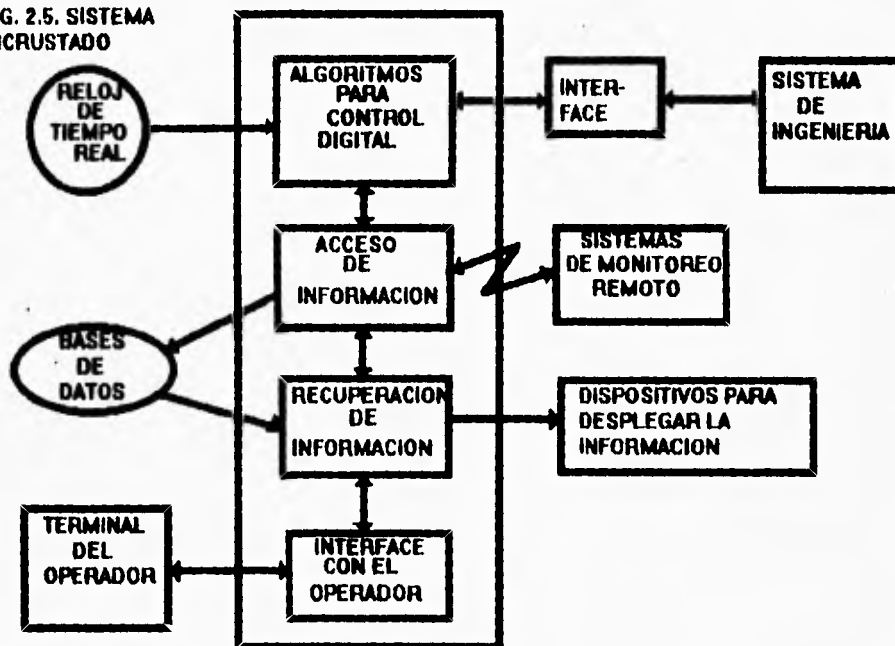 G. 2.5. SISTEMA
CRUSTADO
RELOJ
DE
TIEMPO
REAL
ALGORITMOS
PARA
CONTROL
DIGITAL
INTER-
FACE
SISTEMA
DE
INGENIERIA
ACCESO
DE
INFORMACION
SISTEMAS
DE MONITOREO
REMOTO
BASES
DE
DATOS
RECUPERACION
DE
INFORMACION
DISPOSITIVOS PARA
DESPLEGAR LA
INFORMACION
TERMINAL
DEL
OPERADOR
INTERFACE
CON EL
OPERADOR